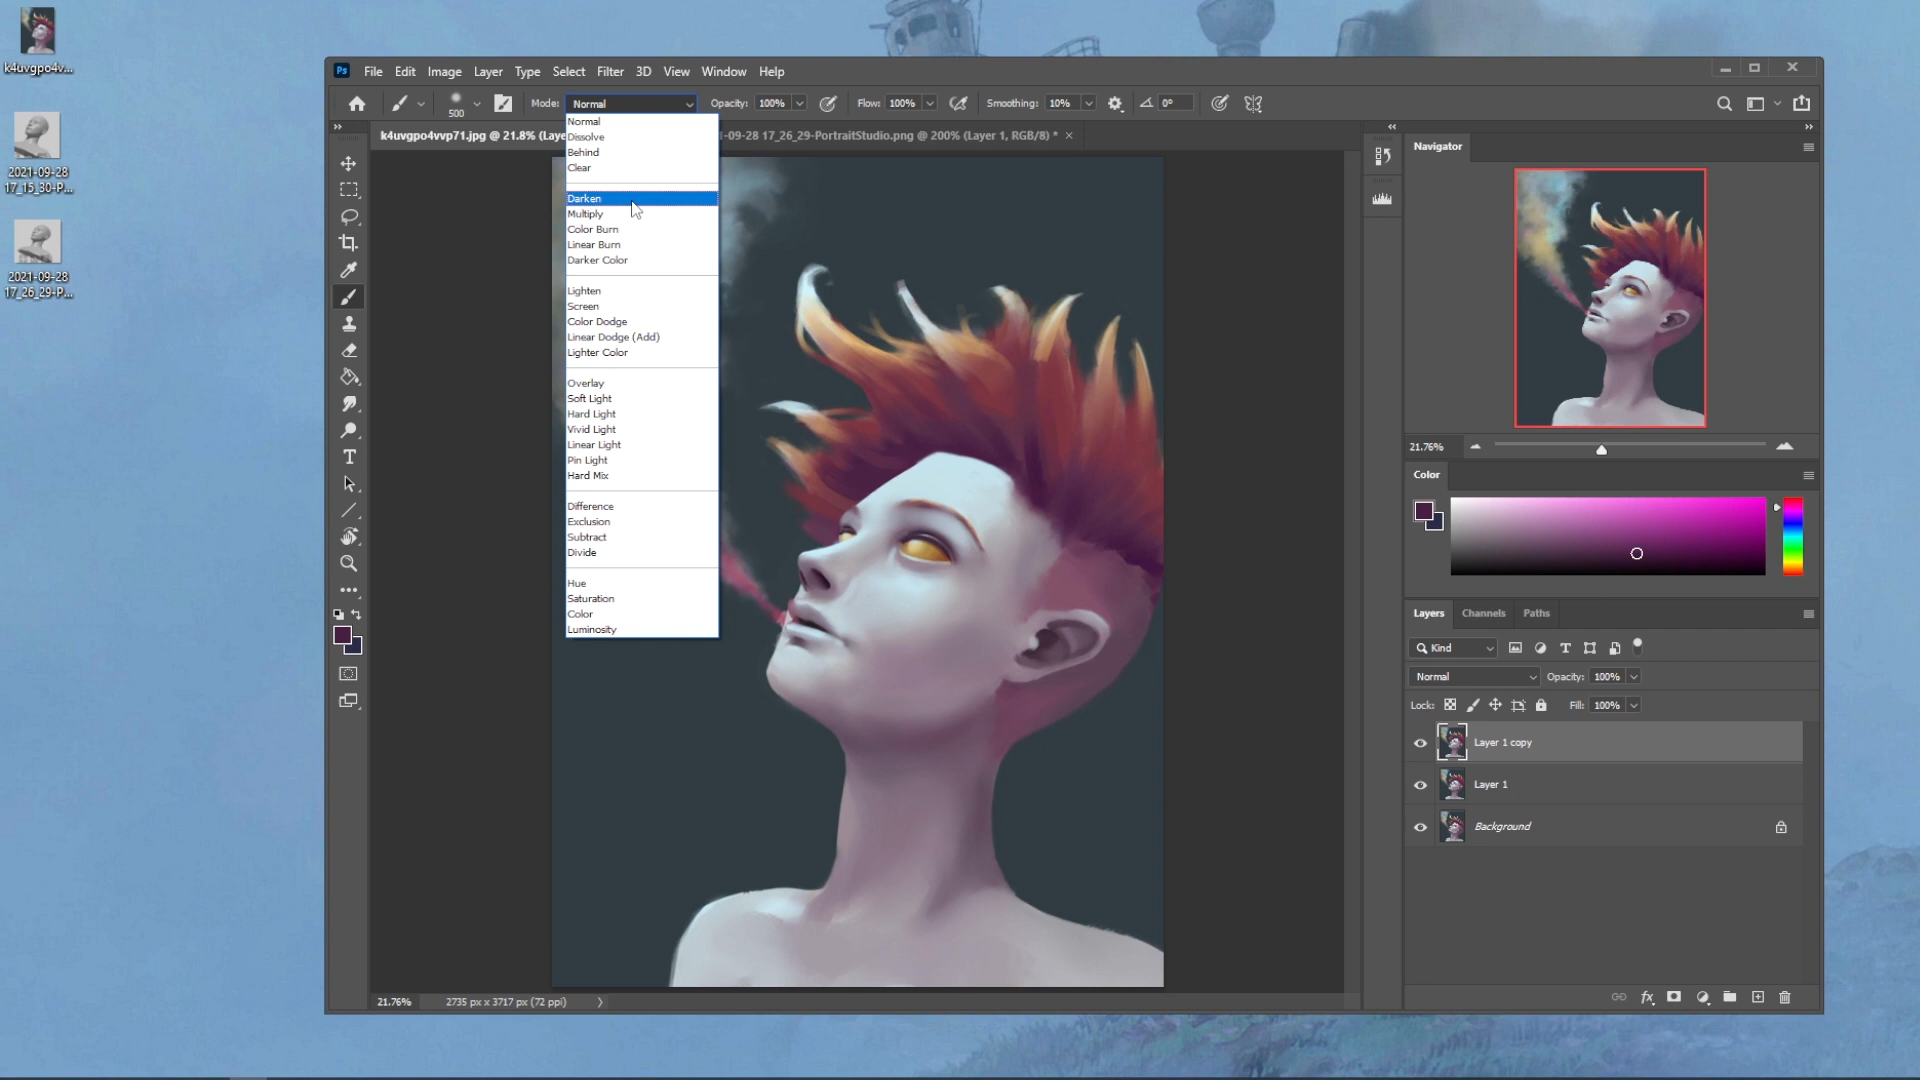 k4uvgpo4v...
2021-09-28
17_15_30-P...
2021-09-28
17_26_29-P...
Ps File Edit Image Layer Type Select Filter 3D View Window Help
500 Mode: Normal Opacity: 100% Flow: 100% Smoothing: 10% 0°
k4uvgpo4vvp71.jpg @ 21.8% (Laye
-09-28 17_26_29-PortraitStudio.png @ 200% (Layer 1, RGB/8) *
Normal
Dissolve
Behind
Clear
Darken
Multiply
Color Burn
Linear Burn
Darker Color
Lighten
Screen
Color Dodge
Linear Dodge (Add)
Lighter Color
Overlay
Soft Light
Hard Light
Vivid Light
Linear Light
Pin Light
Hard Mix
Difference
Exclusion
Subtract
Divide
Hue
Saturation
Color
Luminosity
Navigator
21.76%
Color
Layers Channels Paths
Kind
Normal Opacity: 100%
Lock: Fill: 100%
Layer 1 copy
Layer 1
Background
21.76% 2735 px x 3717 px (72 ppi)